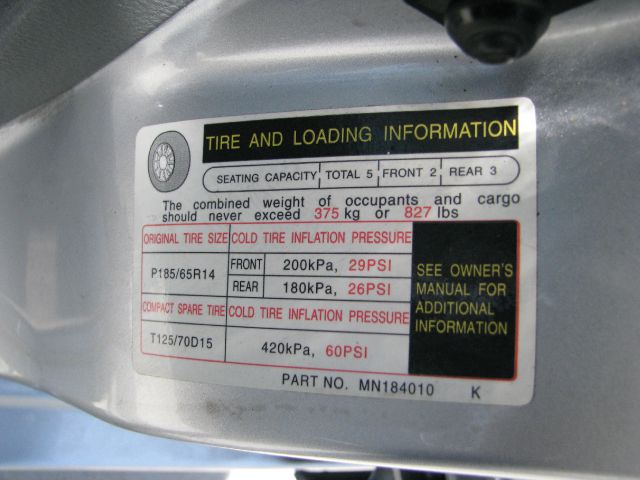 TIRE AND LOADING INFORMATION
SEATING CAPACITY TOTAL 5 FRONT 2 REAR 3
The combined weight of occupants and cargo
should never exceed 375 kg or 827 lbs
ORIGINAL TIRE SIZE COLD TIRE INFLATION PRESSURE
P185/65R14
FRONT 200kPa, 29PSI
REAR 180kPa, 26PSI
COMPACT SPARE TIRE COLD TIRE INFLATION PRESSURE
T125/70D15 420kPa, 60PSI
SEE OWNER'S
MANUAL FOR
ADDITIONAL
INFORMATION
PART NO. MN184010 K